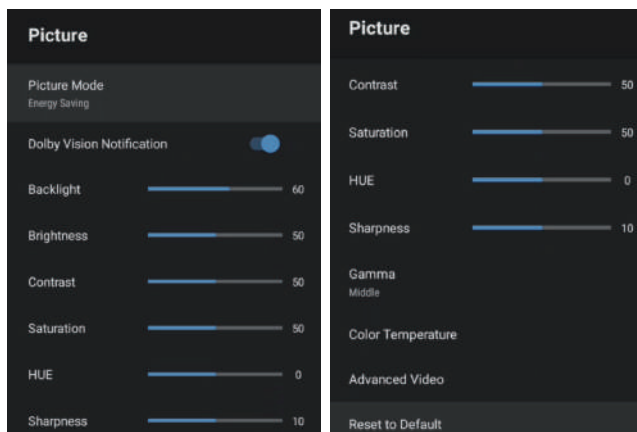 Picture
Picture Mode
Energy Saving
Dolby Vision Notification
Backlight 60
Brightness 50
Contrast 50
Saturation 50
HUE 0
Sharpness 10
Picture
Contrast 50
Saturation 50
HUE 0
Sharpness 10
Gamma
Middle
Color Temperature
Advanced Video
Reset to Default